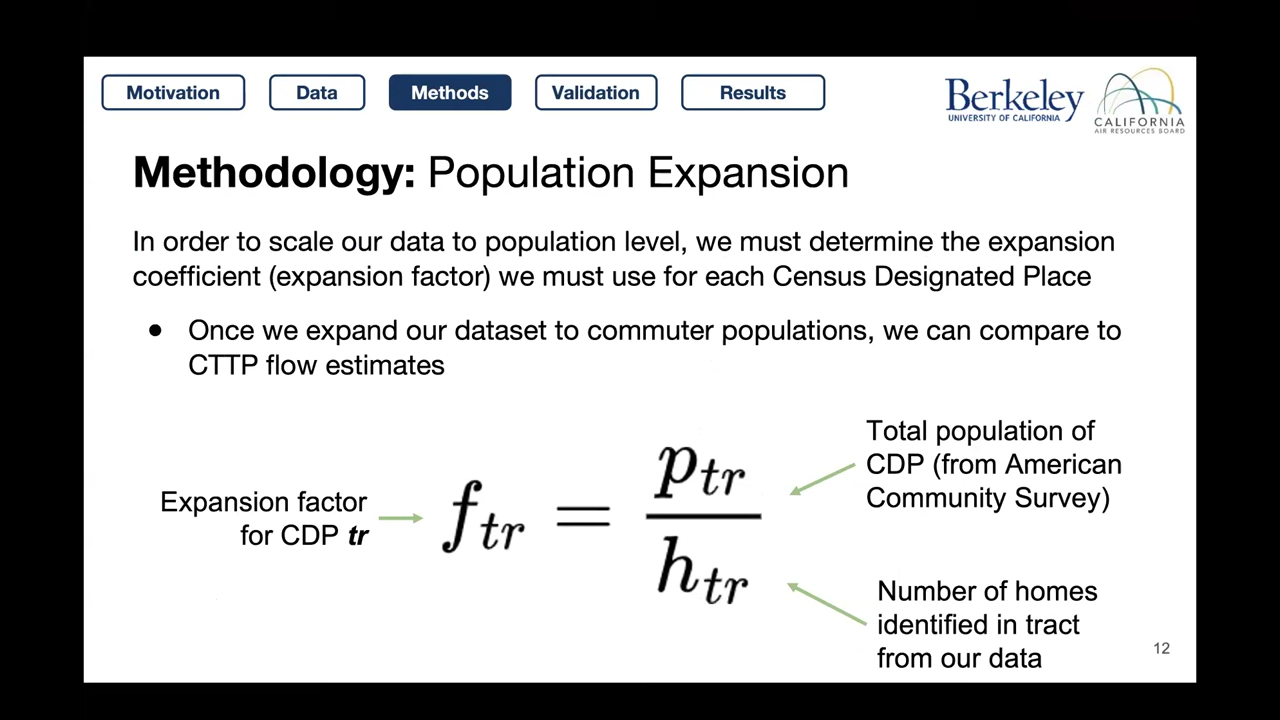 Motivation Data Methods Validation Results
Berkeley
UNIVERSITY OF CALIFORNIA
CALIFORNIA
AIR RESOURCES BOARD
Methodology: Population Expansion
In order to scale our data to population level, we must determine the expansion
coefficient (expansion factor) we must use for each Census Designated Place
● Once we expand our dataset to commuter populations, we can compare to
CTTP flow estimates
Expansion factor
for CDP tr
f_tr = p_tr / h_tr
Total population of
CDP (from American
Community Survey)
Number of homes
identified in tract
from our data
12